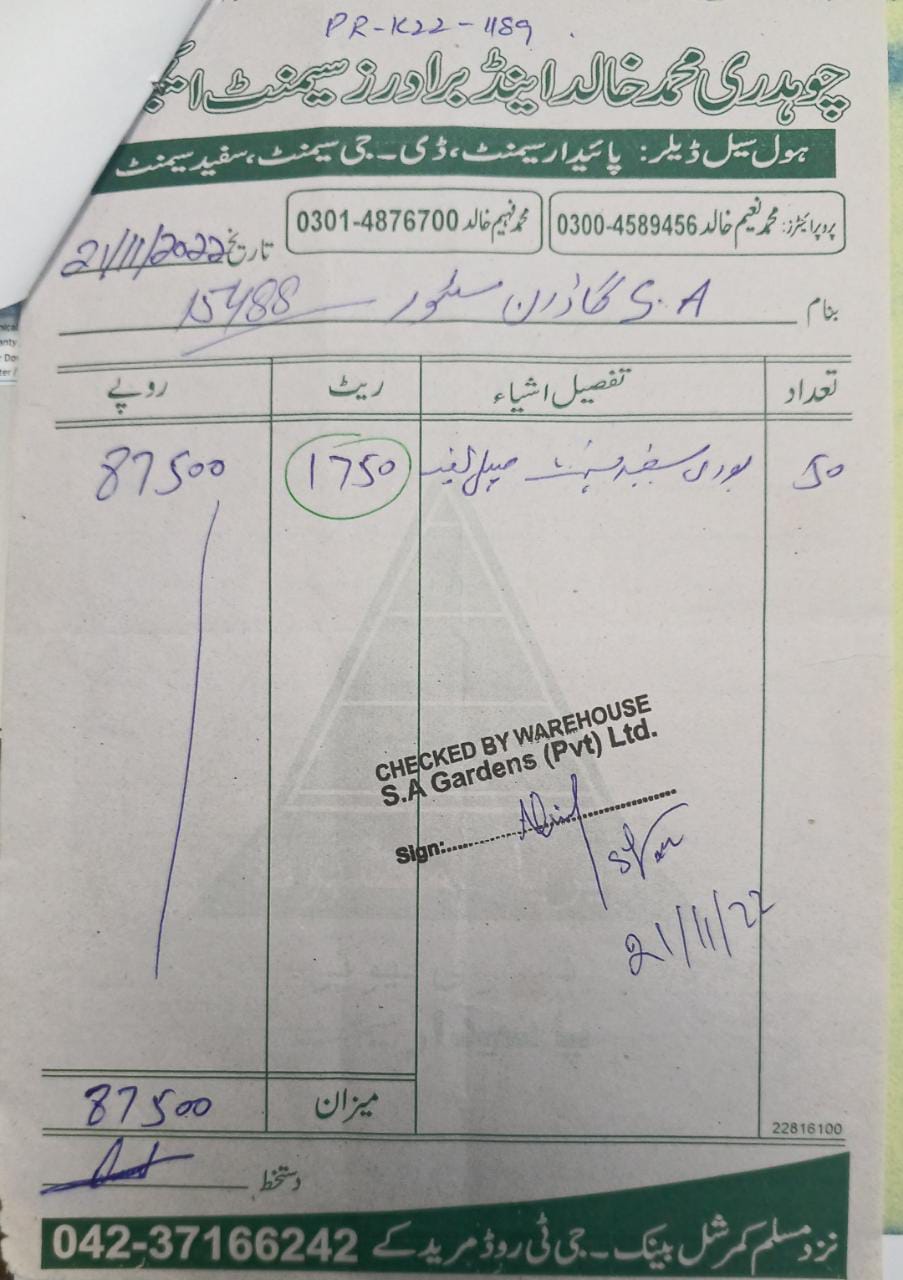 PR-K22-1189
چوہدری محمد خالد اینڈ برادرز سیمنٹ
ہول سیل ڈیلر: پائیدار سیمنٹ، ڈی-جی سیمنٹ، سفید سیمنٹ
پروپرائیٹرز: محمد نعیم خالد 0300-4589456 محمد فہیم خالد 0301-4876700
تاریخ 21/11/2022
بنام S.A گارڈن سٹور 15488
تعداد تفصیل اشیاء ریٹ روپے
50 بوری سفید سیمنٹ میپل لیف 1750 87500
CHECKED BY WAREHOUSE
S.A Gardens (Pvt) Ltd.
Sign:
21/11/22
میزان 87500
22816100
دستخط
نزد مسلم کمرشل بینک - جی ٹی روڈ مریدکے 042-37166242